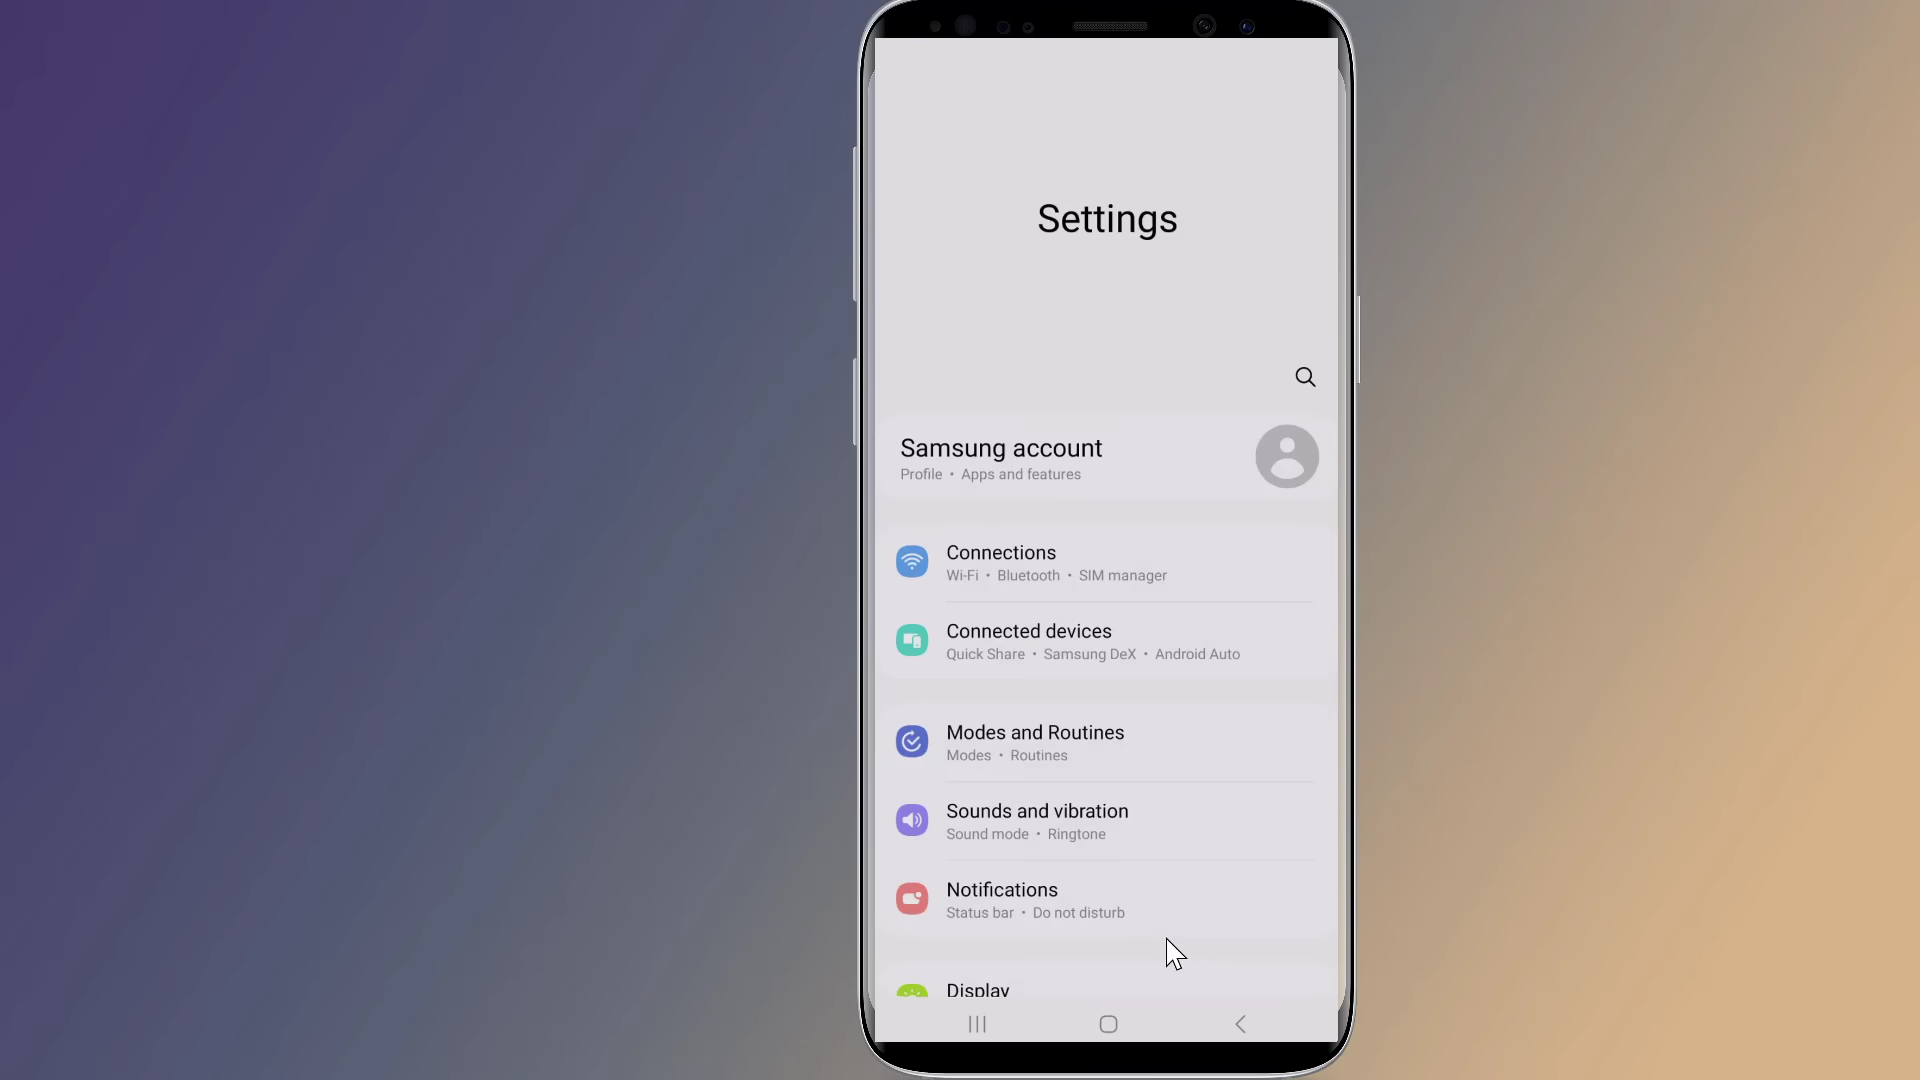 Settings
Samsung account
Profile • Apps and features
Connections
Wi-Fi • Bluetooth • SIM manager
Connected devices
Quick Share • Samsung DeX • Android Auto
Modes and Routines
Modes • Routines
Sounds and vibration
Sound mode • Ringtone
Notifications
Status bar • Do not disturb
Display